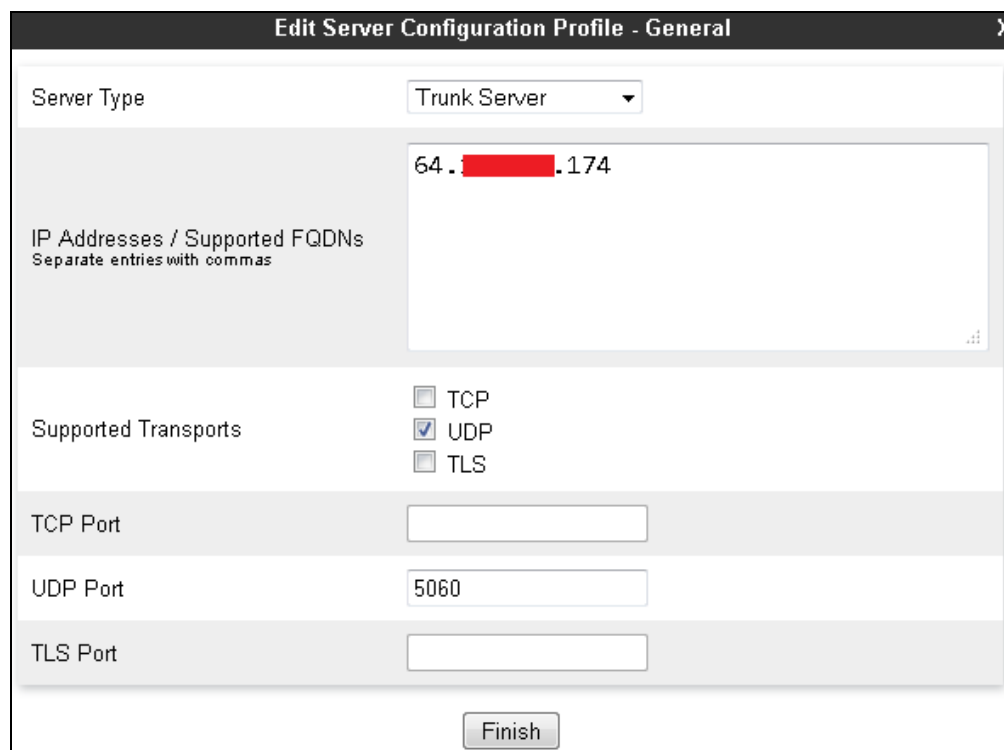 Edit Server Configuration Profile - General X
Server Type Trunk Server
64. .174
IP Addresses / Supported FQDNs
Separate entries with commas
TCP
Supported Transports UDP
TLS
TCP Port
UDP Port 5060
TLS Port
Finish